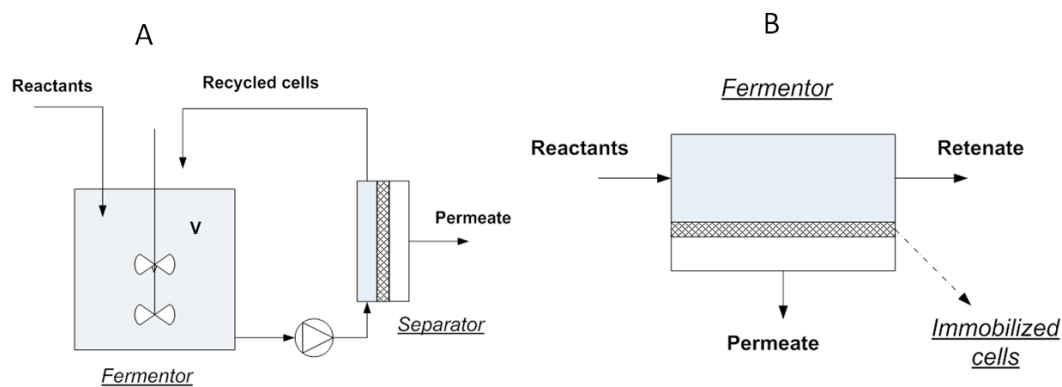 A
Reactants
Recycled cells
V
Permeate
Separator
Fermentor
B
Fermentor
Reactants
Retenate
Permeate
Immobilized
cells